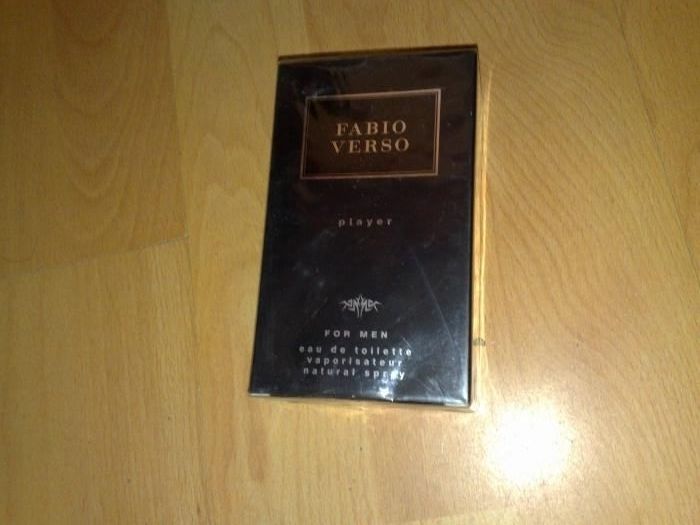 FABIO
VERSO
player
FOR MEN
eau de toilette
vaporisateur
natural spray